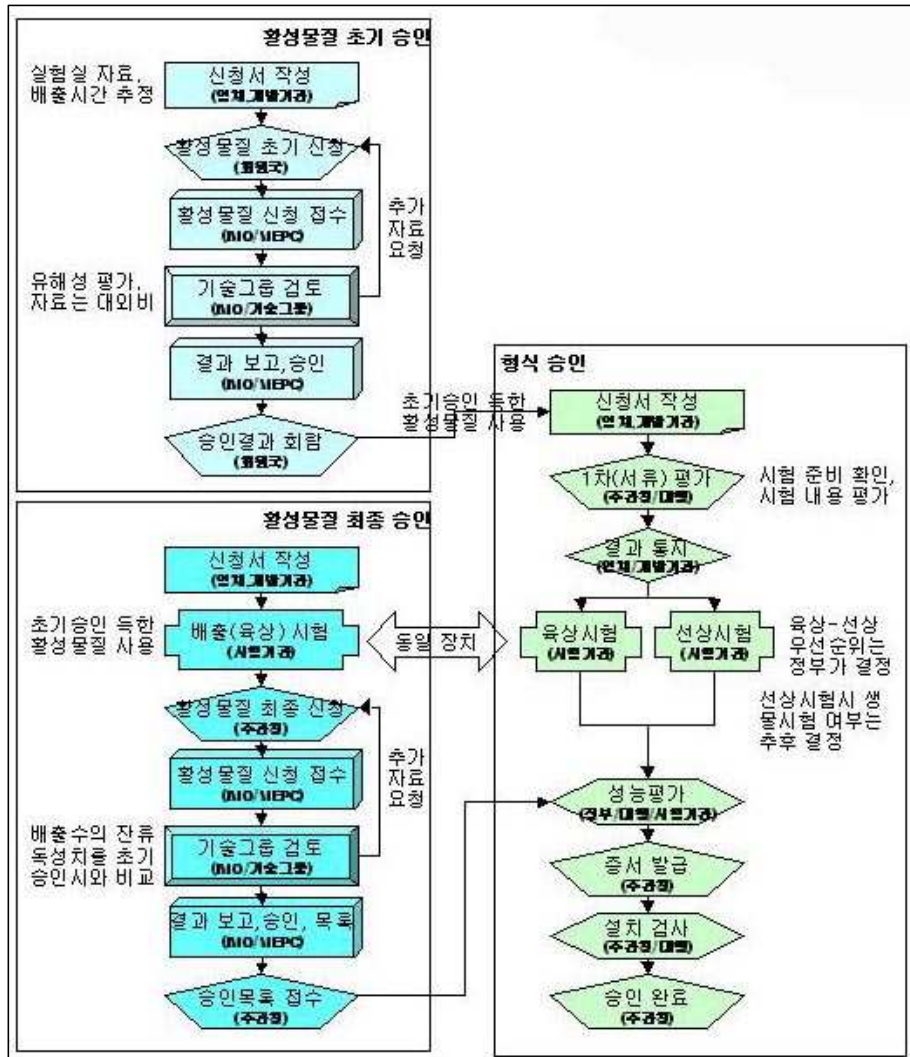 활성물질 초기 승인
실험실 자료,
배출시간 추정
신청서 작성
(업체,개발기관)
활성물질 초기 신청
(회원국)
활성물질 신청 접수
(IMO/MEPC)
추가
자료
요청
유해성 평가,
자료는 대외비
기술그룹 검토
(IMO/기술그룹)
결과 보고,승인
(IMO/MEPC)
승인결과 회람
(회원국)
초기승인 득한
활성물질 사용
형식 승인
신청서 작성
(업체,개발기관)
1차(서류) 평가
(주관청/대행)
시험 준비 확인,
시험 내용 평가
결과 통지
(업체/개발기관)
육상시험
(시험기관)
선상시험
(시험기관)
육상-선상
우선순위는
정부가 결정
선상시험시 생
물시험 여부는
추후 결정
성능평가
(정부/대행/시험기관)
증서 발급
(주관청)
설치 검사
(주관청/대행)
승인 완료
(주관청)
활성물질 최종 승인
신청서 작성
(업체,개발기관)
초기승인 득한
활성물질 사용
배출(육상) 시험
(시험기관)
동일 장치
활성물질 최종 신청
(주관청)
활성물질 신청 접수
(IMO/MEPC)
추가
자료
요청
배출수의 잔류
독성치를 초기
승인시와 비교
기술그룹 검토
(IMO/기술그룹)
결과 보고,승인, 목록
(IMO/MEPC)
승인목록 접수
(주관청)